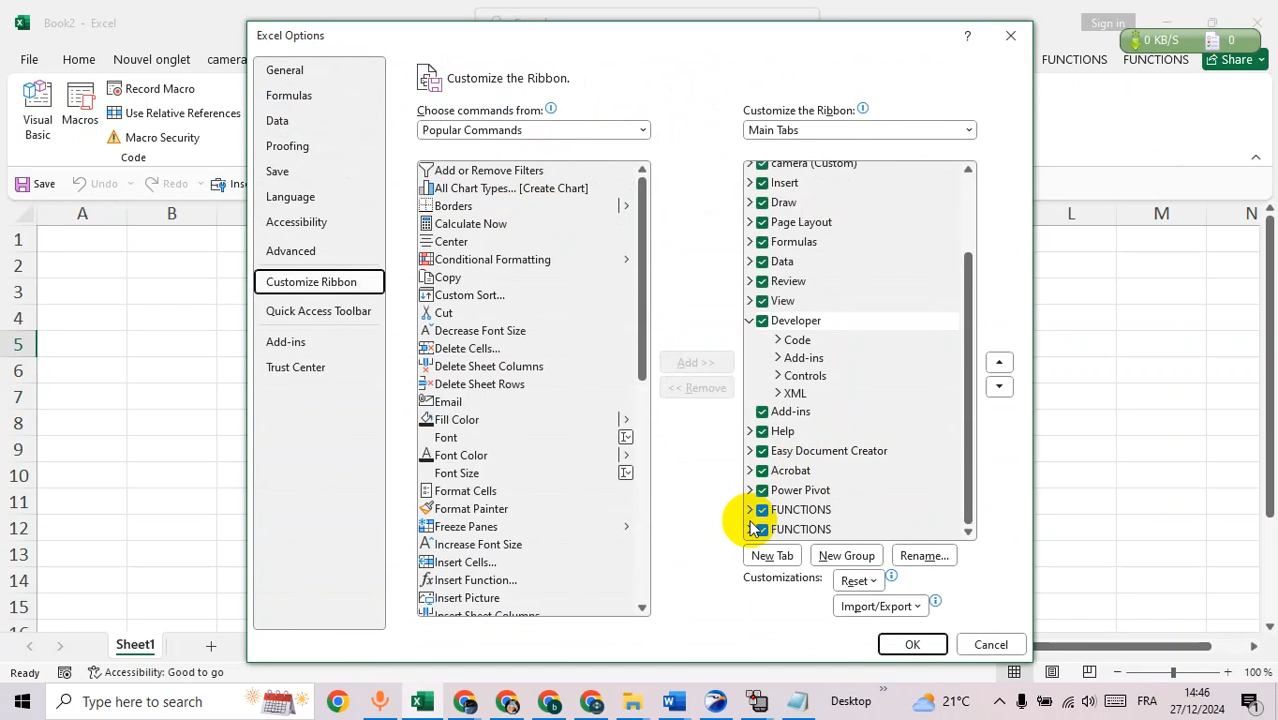 Book2 - Excel
Sign in
0 KB/S
0
File
Home
Nouvel onglet
camera
FUNCTIONS
FUNCTIONS
Share
Visual
Basic
Macros
Record Macro
Use Relative References
Macro Security
Code
Save
Undo
Redo
Ins
Excel Options
?
General
Formulas
Data
Proofing
Save
Language
Accessibility
Advanced
Customize Ribbon
Quick Access Toolbar
Add-ins
Trust Center
Customize the Ribbon.
Choose commands from:
Popular Commands
Add or Remove Filters
All Chart Types... [Create Chart]
Borders
Calculate Now
Center
Conditional Formatting
Copy
Custom Sort...
Cut
Decrease Font Size
Delete Cells...
Delete Sheet Columns
Delete Sheet Rows
Email
Fill Color
Font
Font Color
Font Size
Format Cells
Format Painter
Freeze Panes
Increase Font Size
Insert Cells...
Insert Function...
Insert Picture
Insert Sheet Columns
Add >>
<< Remove
Customize the Ribbon:
Main Tabs
camera (Custom)
Insert
Draw
Page Layout
Formulas
Data
Review
View
Developer
Code
Add-ins
Controls
XML
Add-ins
Help
Easy Document Creator
Acrobat
Power Pivot
FUNCTIONS
FUNCTIONS
New Tab
New Group
Rename...
Customizations:
Reset
Import/Export
OK
Cancel
A
B
L
M
N
1
2
3
4
5
6
7
8
9
10
11
12
13
14
15
16
Sheet1
Ready
Accessibility: Good to go
100 %
Type here to search
Desktop
21°C
FRA
14:46
27/12/2024
1